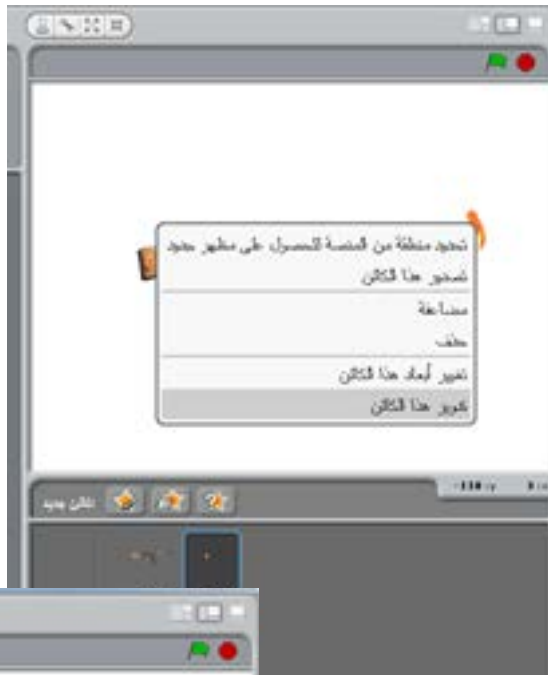 تحديد منطقة من المنصة للحصول على مظهر جديد
تصدير هذا الكائن
مضاعفة
حذف
تغيير أبعاد هذا الكائن
تدوير هذا الكائن
كائن جديد